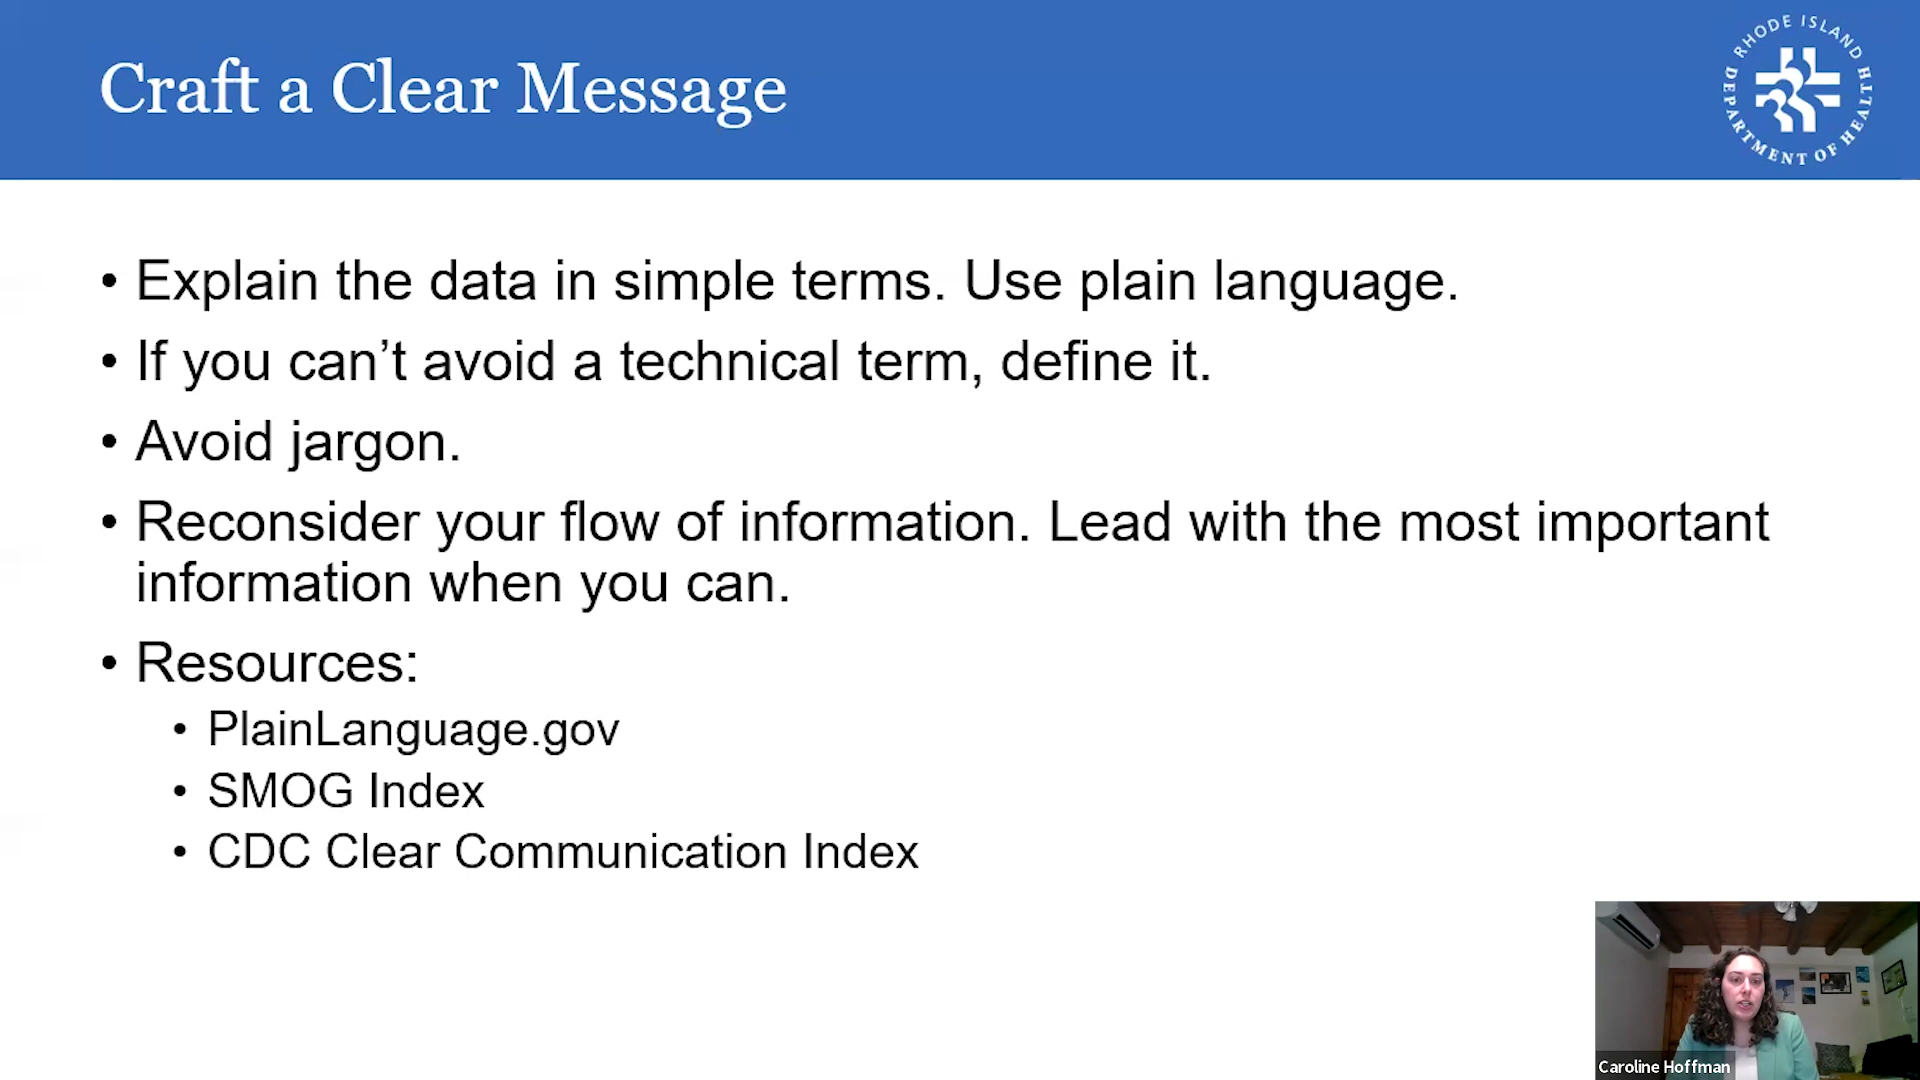 Craft a Clear Message
RHODE ISLAND
DEPARTMENT OF HEALTH
• Explain the data in simple terms. Use plain language.
• If you can’t avoid a technical term, define it.
• Avoid jargon.
• Reconsider your flow of information. Lead with the most important
information when you can.
• Resources:
• PlainLanguage.gov
• SMOG Index
• CDC Clear Communication Index
Caroline Hoffman